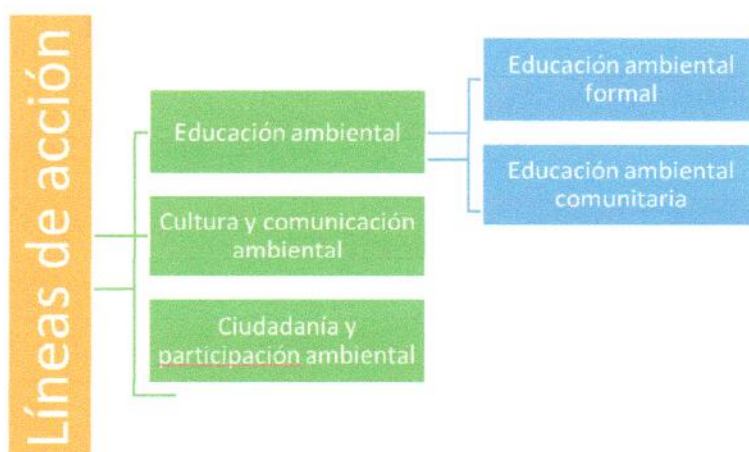 Líneas de acción
Educación ambiental
Cultura y comunicación
ambiental
Ciudadanía y
participación ambiental
Educación ambiental
formal
Educación ambiental
comunitaria